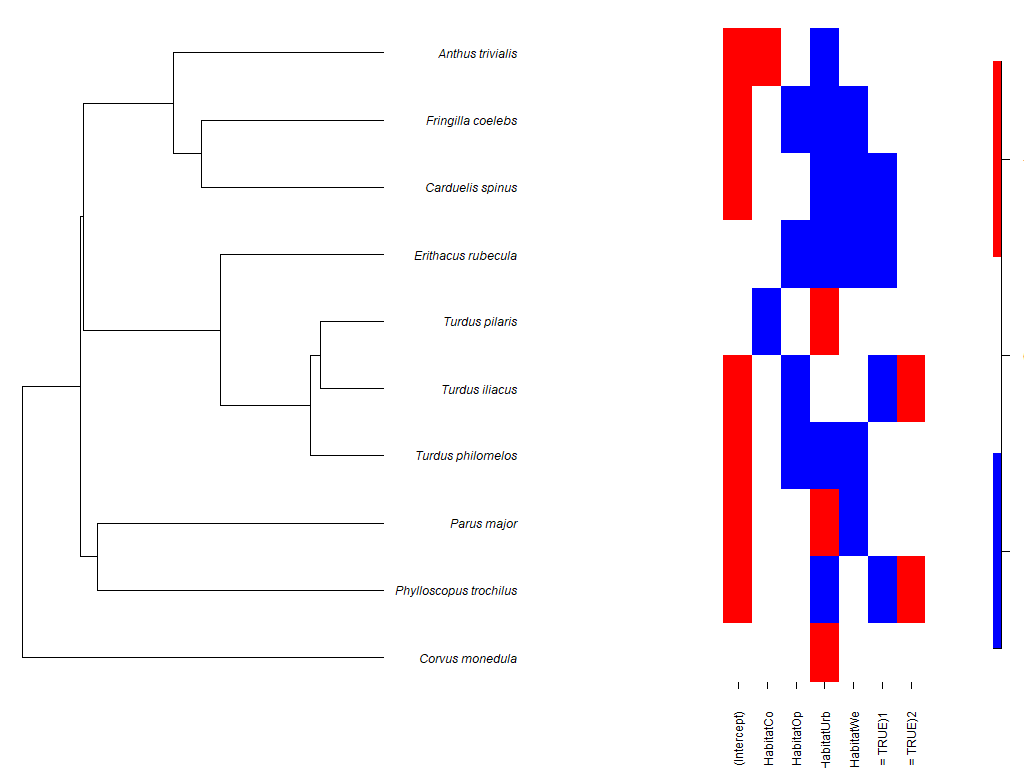 Anthus trivialis
Fringilla coelebs
Carduelis spinus
Erithacus rubecula
Turdus pilaris
Turdus iliacus
Turdus philomelos
Parus major
Phylloscopus trochilus
Corvus monedula
(Intercept)
HabitatCo
HabitatOp
HabitatUrb
HabitatWe
= TRUE)1
= TRUE)2